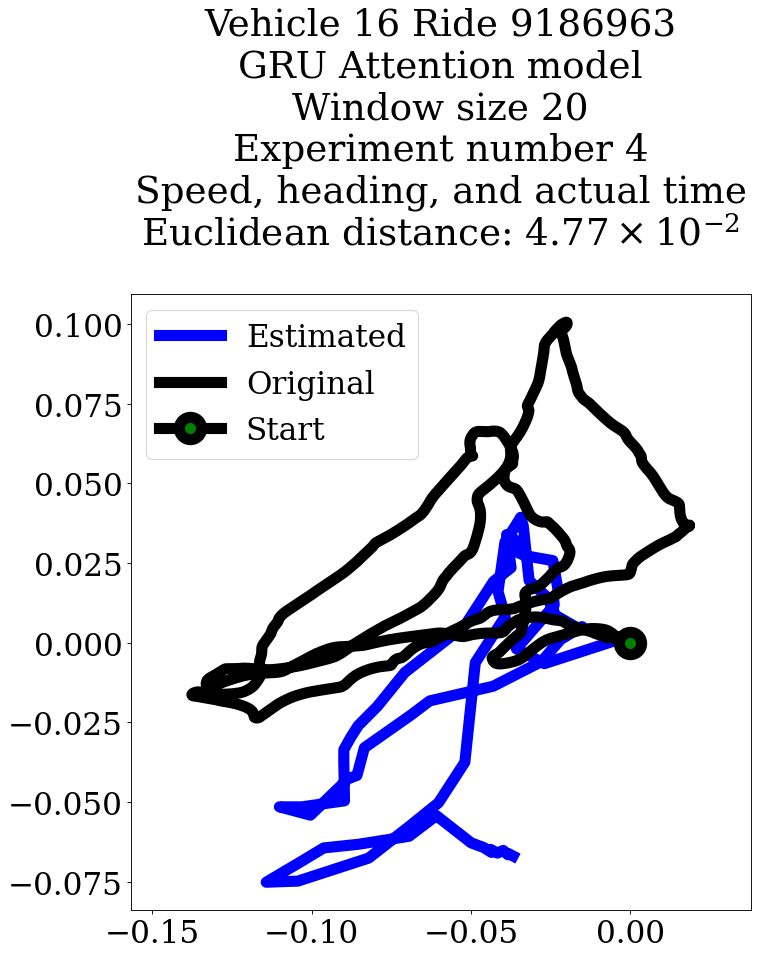 Vehicle 16 Ride 9186963
GRU Attention model
Window size 20
Experiment number 4
Speed, heading, and actual time
Euclidean distance: 4.77 × 10⁻²
Estimated
Original
Start
0.100
0.075
0.050
0.025
0.000
−0.025
−0.050
−0.075
−0.15 −0.10 −0.05 0.00